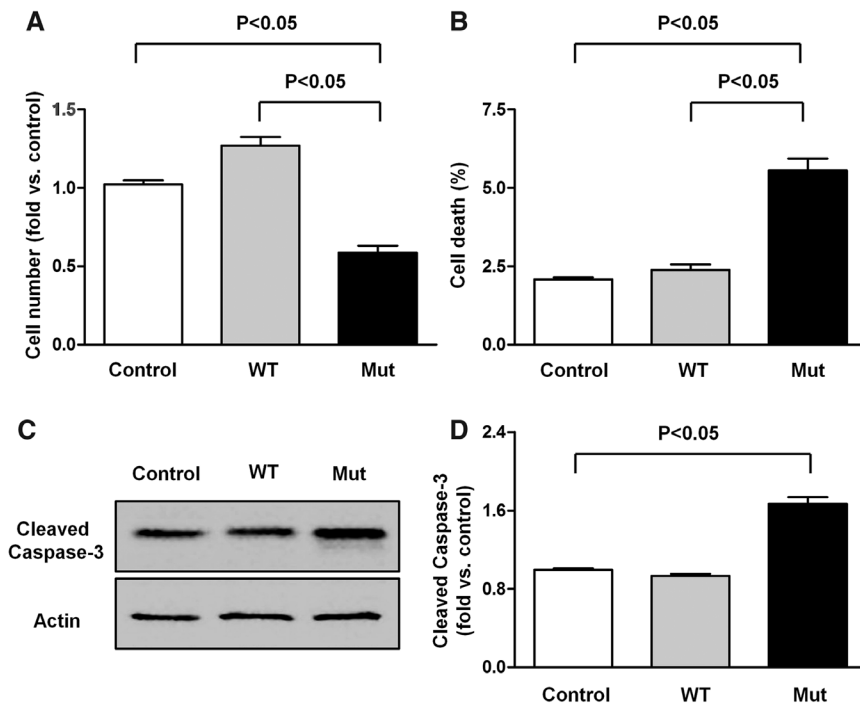 A
P<0.05
P<0.05
Cell number (fold vs. control)
1.5
1.0
0.5
0.0
Control WT Mut
B
P<0.05
P<0.05
Cell death (%)
7.5
5.0
2.5
0.0
Control WT Mut
C
Control WT Mut
Cleaved
Caspase-3
Actin
D
P<0.05
Cleaved Caspase-3
(fold vs. control)
2.4
1.6
0.8
0.0
Control WT Mut